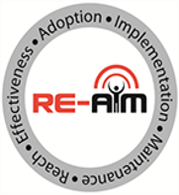 Reach • Effectiveness • Adoption • Implementation • Maintenance •
RE-AIM